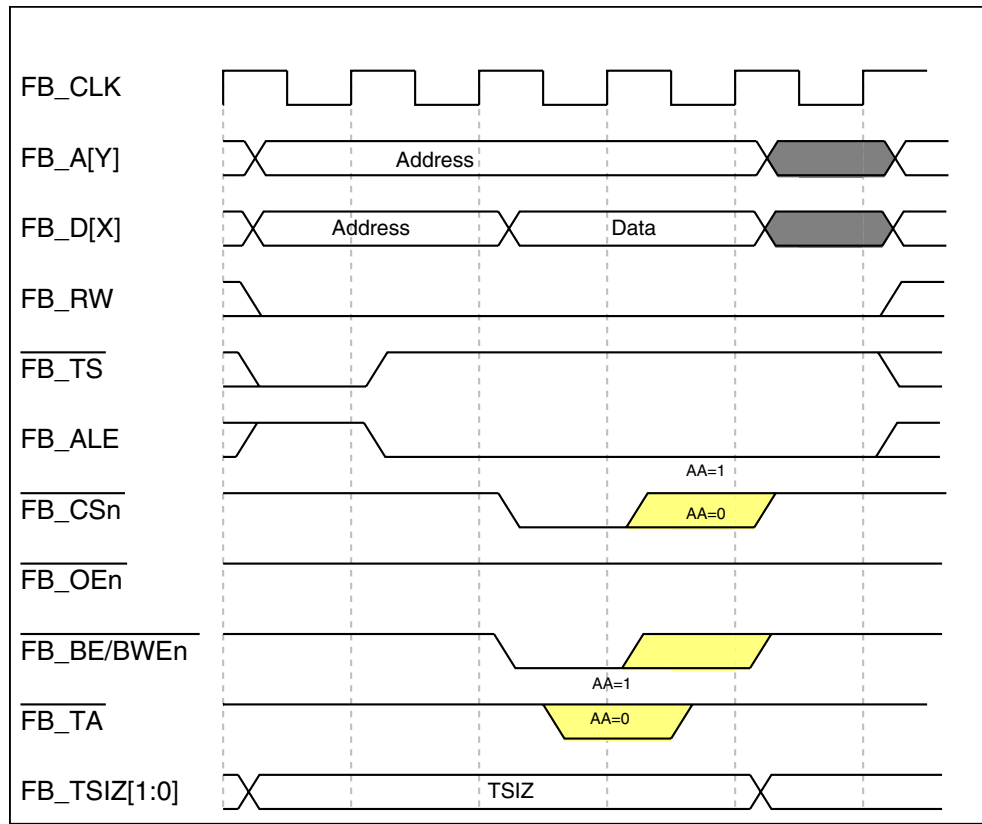 FB_CLK
FB_A[Y]
Address
FB_D[X]
Address
Data
FB_RW
FB_TS
FB_ALE
AA=1
FB_CSn
AA=0
FB_OEn
FB_BE/BWEn
AA=1
FB_TA
AA=0
FB_TSIZ[1:0]
TSIZ